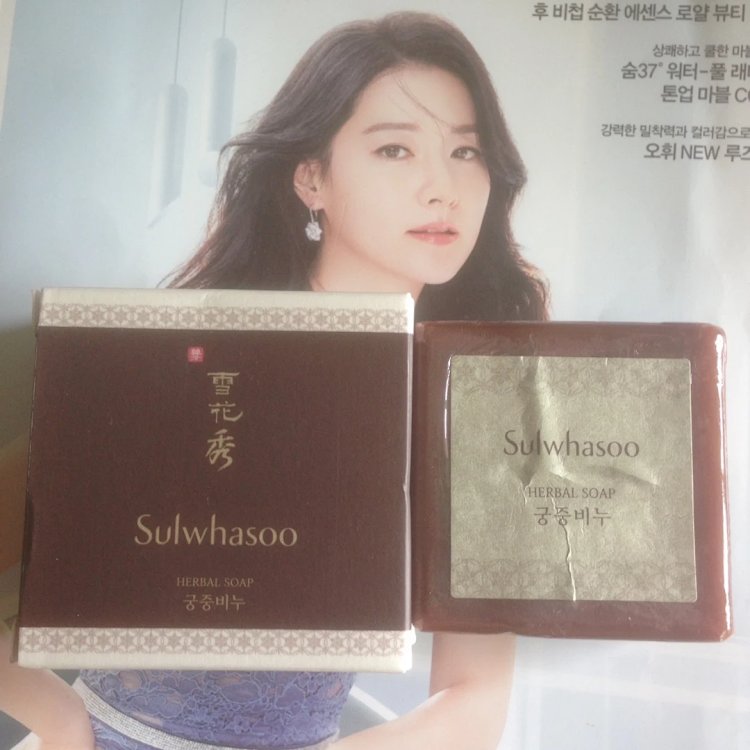 후 비첩 순환 에센스 로얄 뷰티
상쾌하고 쿨한 마블
숨37° 워터-풀
톤업 마블
강력한 밀착력과 컬러감으로
오휘 NEW
雪
花
秀
Sulwhasoo
HERBAL SOAP
궁중비누
Sulwhasoo
HERBAL SOAP
궁중비누